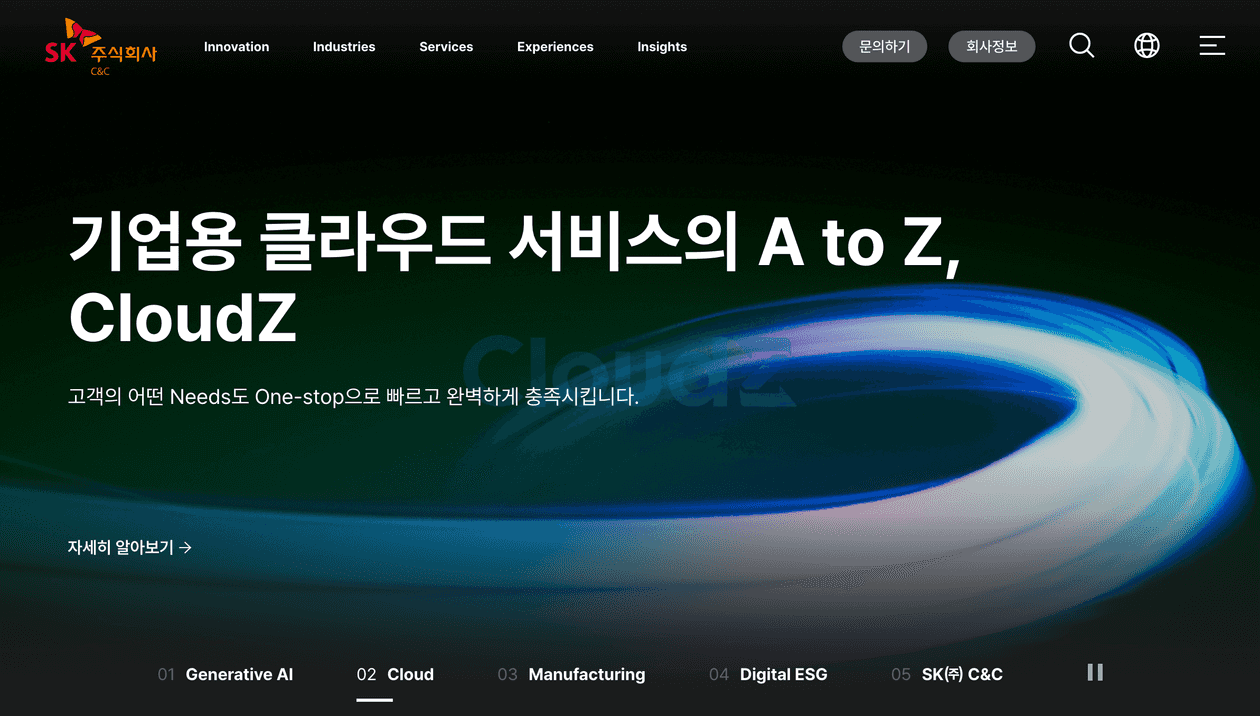 SK 주식회사
C&C
Innovation
Industries
Services
Experiences
Insights
문의하기
회사정보
기업용 클라우드 서비스의 A to Z,
CloudZ
CloudZ
고객의 어떤 Needs도 One-stop으로 빠르고 완벽하게 충족시킵니다.
자세히 알아보기 →
01 Generative AI
02 Cloud
03 Manufacturing
04 Digital ESG
05 SK㈜ C&C